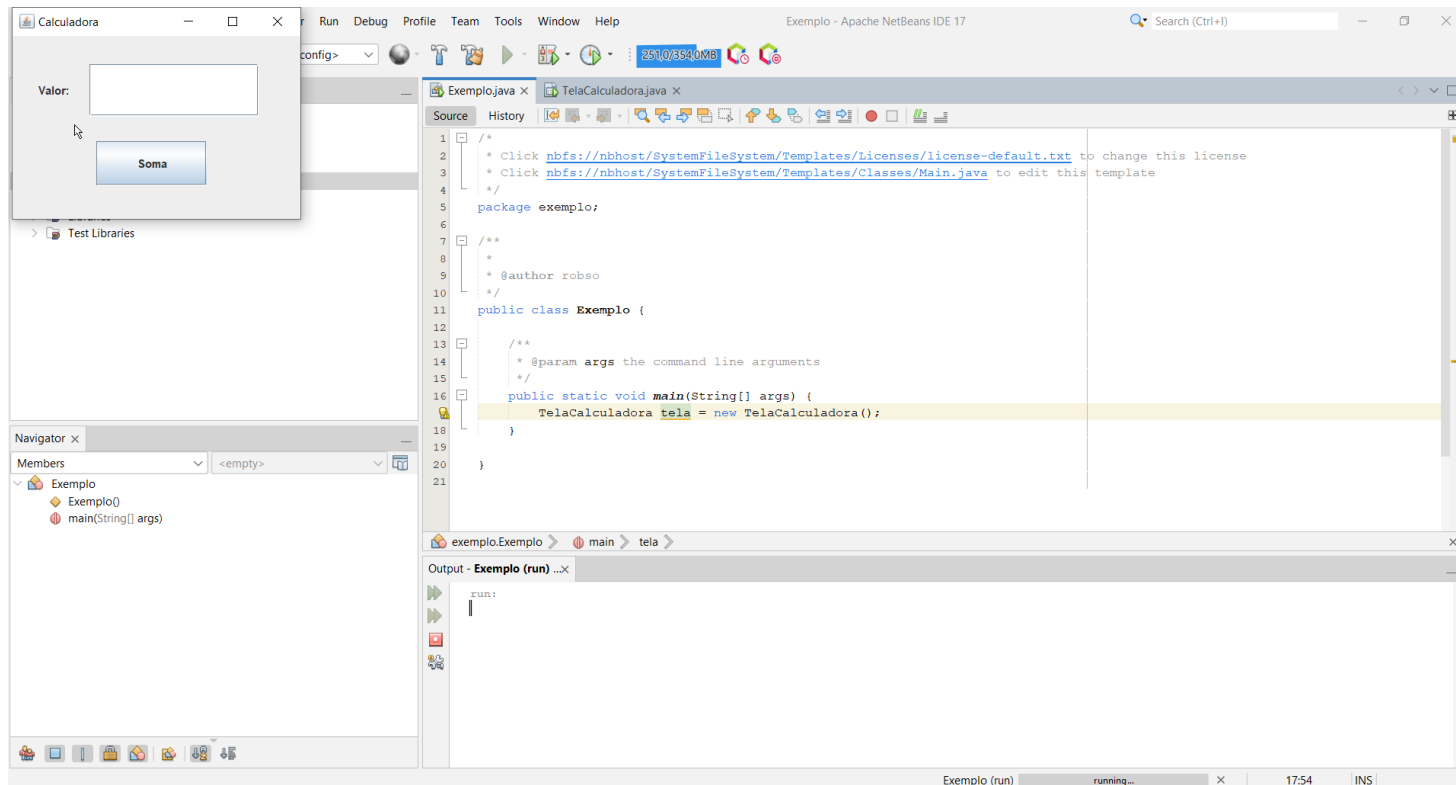 Calculadora
Valor:
Soma
Run Debug Profile Team Tools Window Help
Exemplo - Apache NetBeans IDE 17
Search (Ctrl+I)
config>
251,0/354,0MB
Test Libraries
Exemplo.java
TelaCalculadora.java
Source History
1 /*
2 * Click nbfs://nbhost/SystemFileSystem/Templates/Licenses/license-default.txt to change this license
3 * Click nbfs://nbhost/SystemFileSystem/Templates/Classes/Main.java to edit this template
4 */
5 package exemplo;
6
7 /**
8 *
9 * @author robso
10 */
11 public class Exemplo {
12
13 /**
14 * @param args the command line arguments
15 */
16 public static void main(String[] args) {
TelaCalculadora tela = new TelaCalculadora();
18 }
19
20 }
21
exemplo.Exemplo main tela
Navigator
Members
<empty>
Exemplo
Exemplo()
main(String[] args)
Output - Exemplo (run) ...
run:
Exemplo (run)
running...
17:54
INS